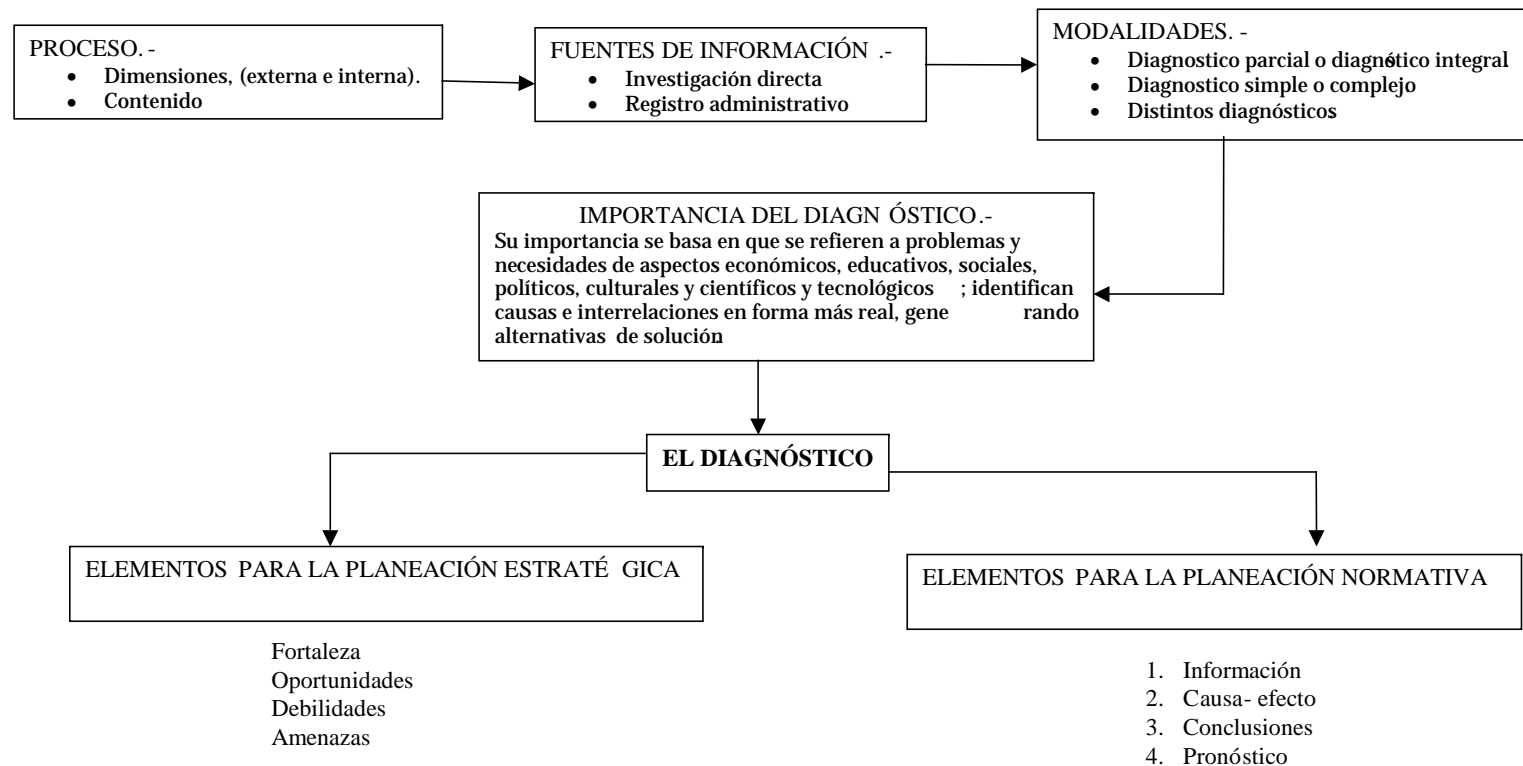 PROCESO. -
• Dimensiones, (externa e interna).
• Contenido
FUENTES DE INFORMACIÓN .-
• Investigación directa
• Registro administrativo
MODALIDADES. -
• Diagnostico parcial o diagnóstico integral.
• Diagnostico simple o complejo
• Distintos diagnósticos.
IMPORTANCIA DEL DIAGN ÓSTICO.-
Su importancia se basa en que se refieren a problemas y
necesidades de aspectos económicos, educativos, sociales,
políticos, culturales y científicos y tecnológicos ; identifican
causas e interrelaciones en forma más real, gene rando
alternativas de solución.
EL DIAGNÓSTICO
ELEMENTOS PARA LA PLANEACIÓN ESTRATÉ GICA
ELEMENTOS PARA LA PLANEACIÓN NORMATIVA
Fortaleza
Oportunidades
Debilidades
Amenazas
1. Información
2. Causa- efecto
3. Conclusiones
4. Pronóstico